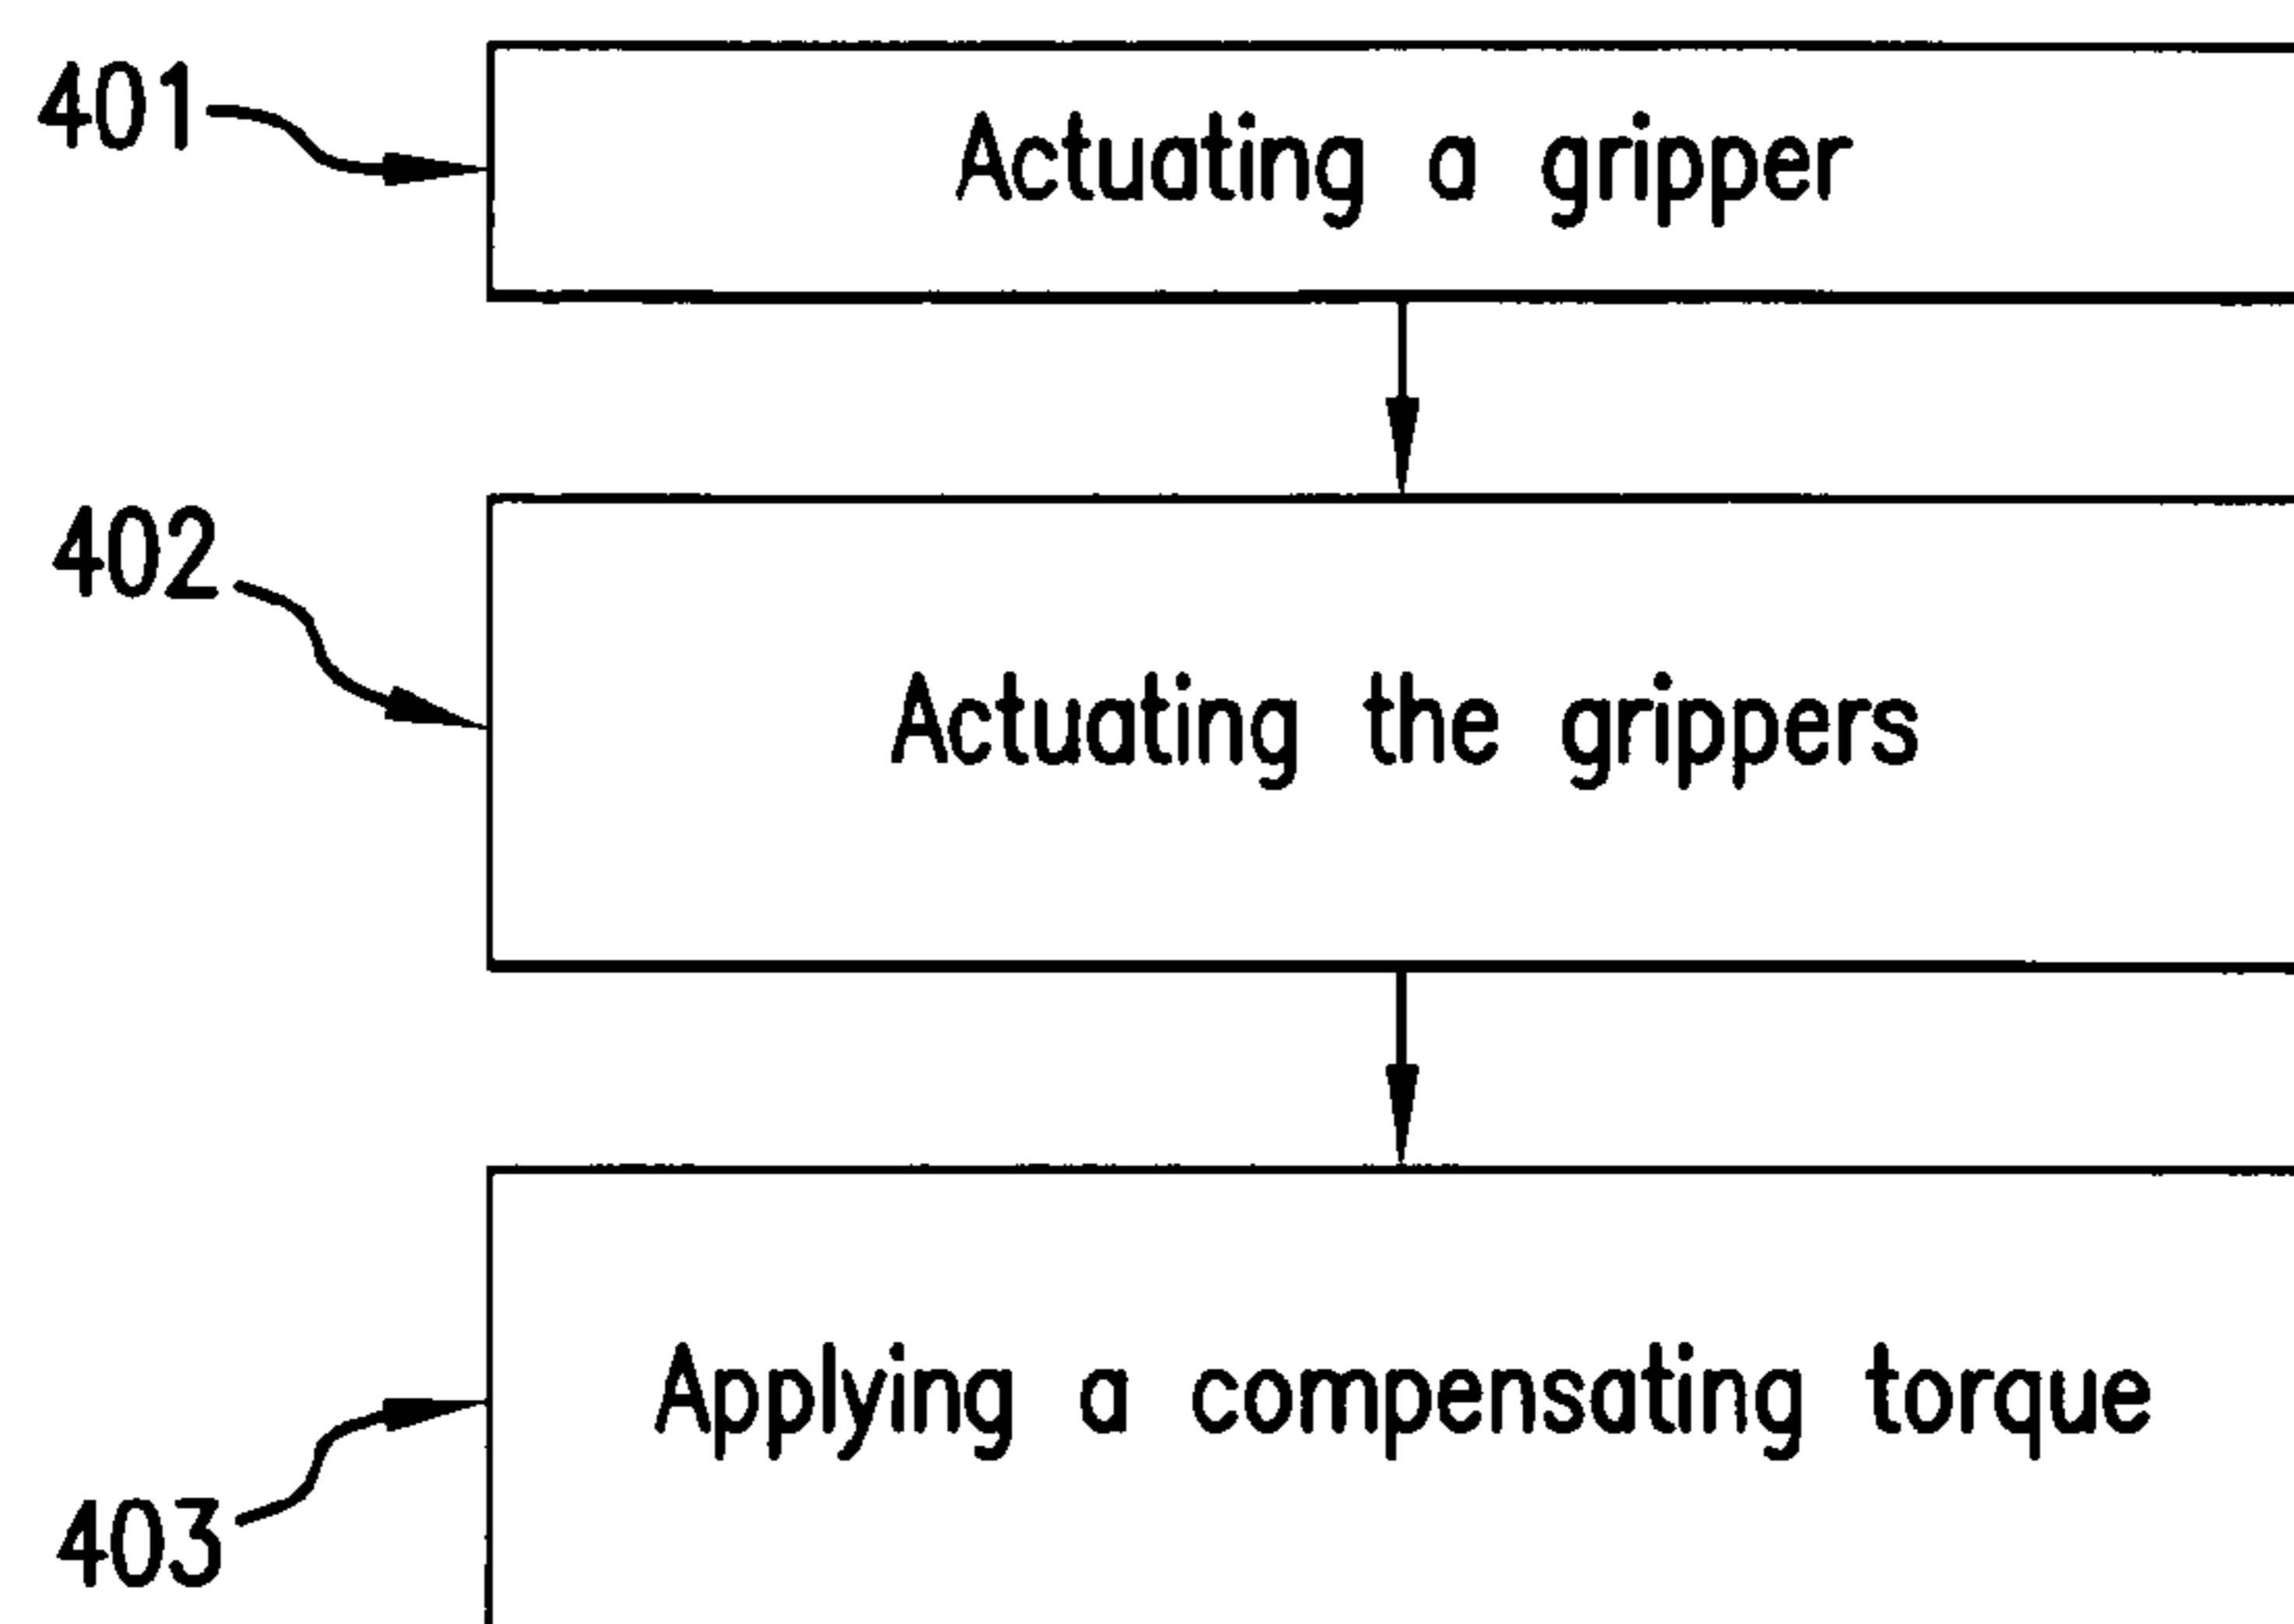 401
Actuating a gripper
402
Actuating the grippers
Applying a compensating torque
403